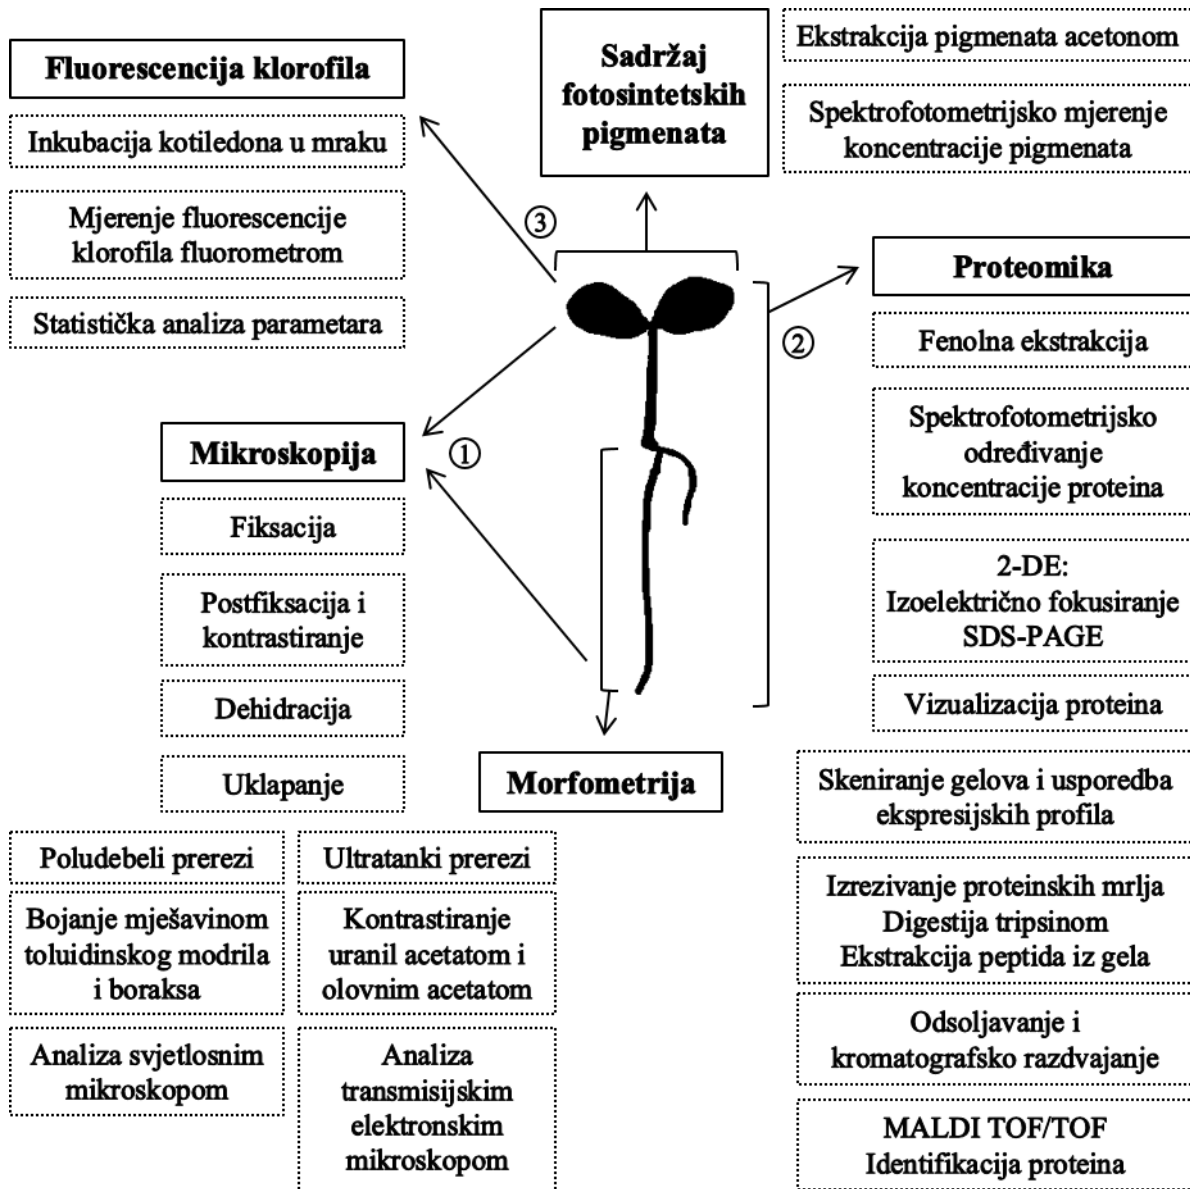 Fluorescencija klorofila
Inkubacija kotiledona u mraku
Mjerenje fluorescencije
klorofila fluorometrom
Statistička analiza parametara
③
Sadržaj
fotosintetskih
pigmenata
Ekstrakcija pigmenata acetonom
Spektrofotometrijsko mjerenje
koncentracije pigmenata
Proteomika
②
Fenolna ekstrakcija
Spektrofotometrijsko
određivanje
koncentracije proteina
2-DE:
Izoelektrično fokusiranje
SDS-PAGE
Vizualizacija proteina
Skeniranje gelova i usporedba
ekspresijskih profila
Izrezivanje proteinskih mrlja
Digestija tripsinom
Ekstrakcija peptida iz gela
Odsoljavanje i
kromatografsko razdvajanje
MALDI TOF/TOF
Identifikacija proteina
Mikroskopija
①
Fiksacija
Postfiksacija i
kontrastiranje
Dehidracija
Uklapanje
Morfometrija
Poludebeli prerezi
Bojanje mješavinom
toluidinskog modrila
i boraksa
Analiza svjetlosnim
mikroskopom
Ultratanki prerezi
Kontrastiranje
uranil acetatom i
olovnim acetatom
Analiza
transmisijskim
elektronskim
mikroskopom